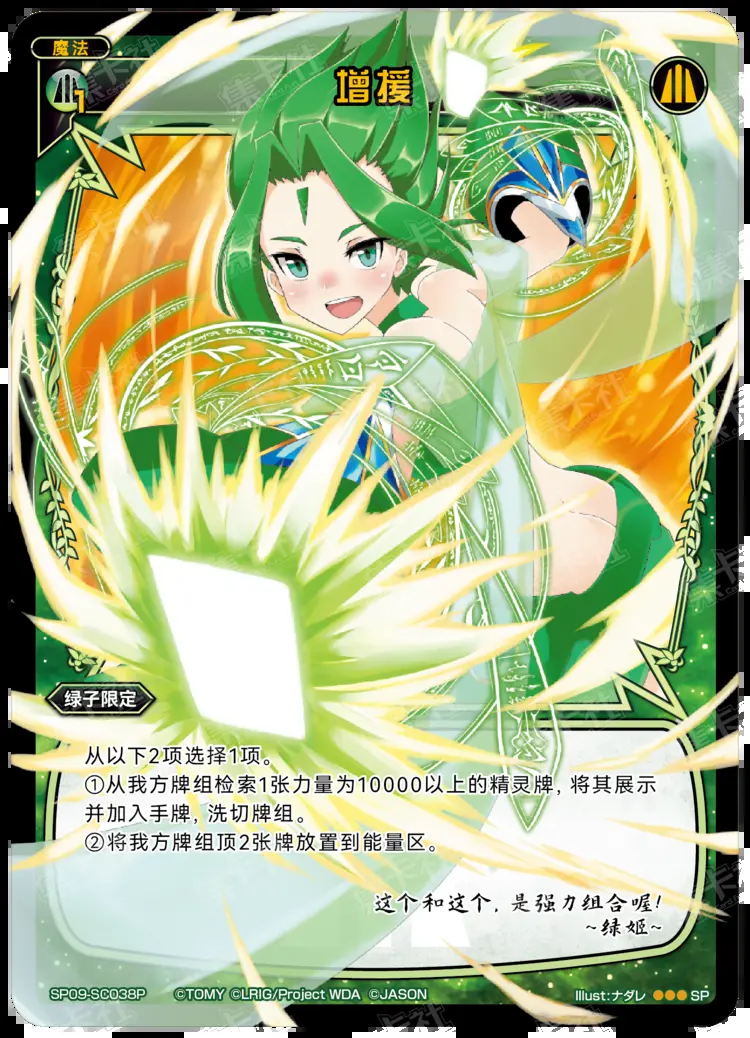 魔法
1
增援
绿子限定
从以下2项选择1项。
①从我方牌组检索1张力量为10000以上的精灵牌, 将其展示
并加入手牌, 洗切牌组。
②将我方牌组顶2张牌放置到能量区。
这个和这个, 是强力组合喔!
~绿姬~
SP09-SC038P ©TOMY ©LRIG/Project WDA ©JASON Illust:ナダレ SP
集卡社